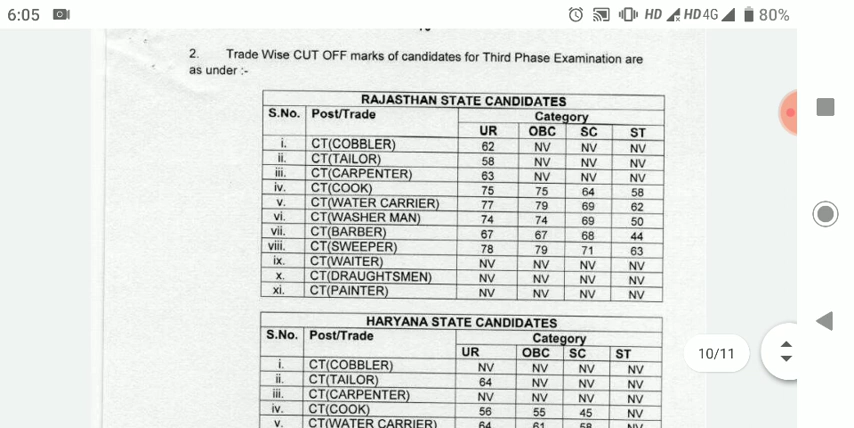 6:05 HD HD 4G 80%
2. Trade Wise CUT OFF marks of candidates for Third Phase Examination are
as under :-
RAJASTHAN STATE CANDIDATES
S.No. Post/Trade Category
UR OBC SC ST
i. CT(COBBLER) 62 NV NV NV
ii. CT(TAILOR) 58 NV NV NV
iii. CT(CARPENTER) 63 NV NV NV
iv. CT(COOK) 75 75 64 58
v. CT(WATER CARRIER) 77 79 69 62
vi. CT(WASHER MAN) 74 74 69 50
vii. CT(BARBER) 67 67 68 44
viii. CT(SWEEPER) 78 79 71 63
ix. CT(WAITER) NV NV NV NV
x. CT(DRAUGHTSMEN) NV NV NV NV
xi. CT(PAINTER) NV NV NV NV
HARYANA STATE CANDIDATES
S.No. Post/Trade Category
UR OBC SC ST
i. CT(COBBLER) NV NV NV NV
ii. CT(TAILOR) 64 NV NV NV
iii. CT(CARPENTER) NV NV NV NV
iv. CT(COOK) 56 55 45 NV
v. CT(WATER CARRIER) 64 61 58 NV
10/11